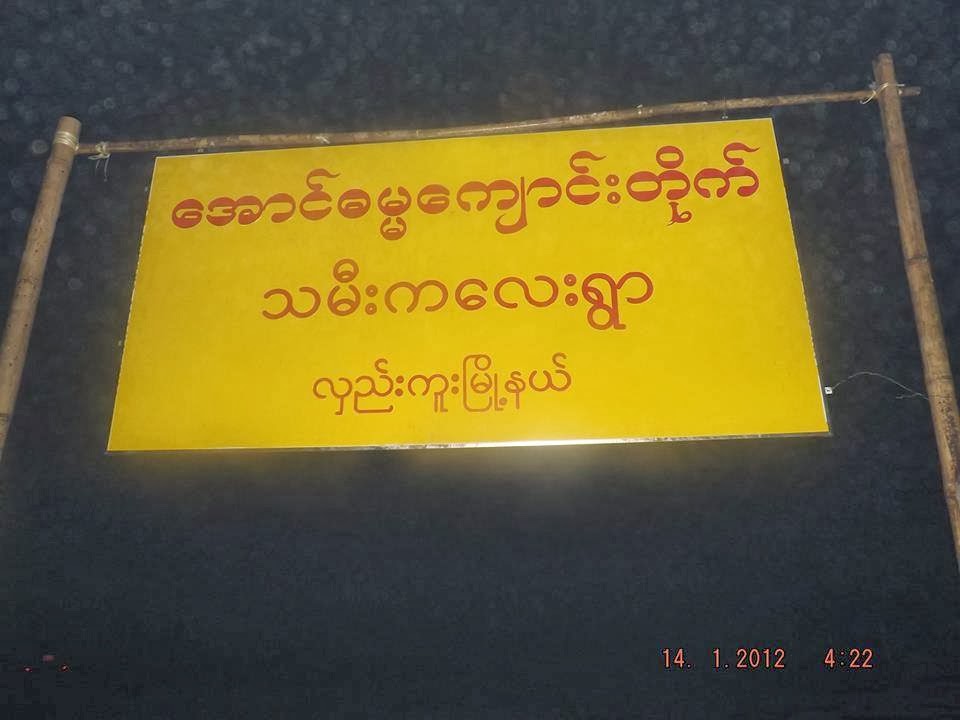 အောင်ဓမ္မကျောင်းတိုက်
သမီးကလေးရွာ
လှည်းကူးမြို့နယ်
14. 1.2012 4:22